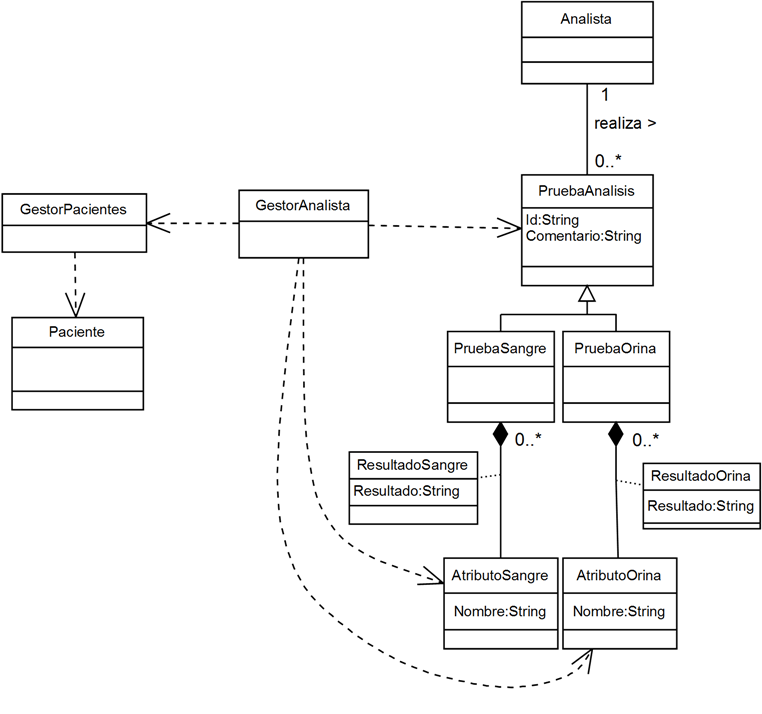 Analista
1
realiza >
0..*
PruebaAnalisis
Id:String
Comentario:String
GestorPacientes
GestorAnalista
Paciente
PruebaSangre
PruebaOrina
0..*
0..*
ResultadoSangre
Resultado:String
ResultadoOrina
Resultado:String
AtributoSangre
Nombre:String
AtributoOrina
Nombre:String